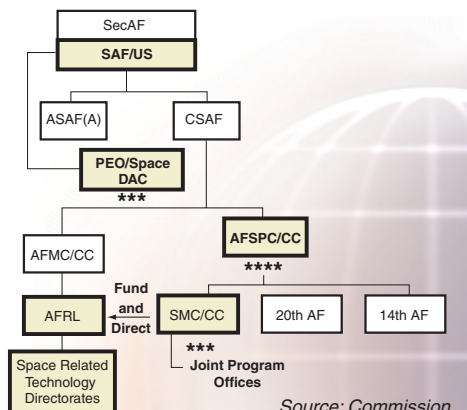 SecAF
SAF/US
ASAF(A)
CSAF
PEO/Space
DAC
***
AFMC/CC
AFSPC/CC
****
Fund
and
Direct
AFRL
SMC/CC
20th AF
14th AF
***
Joint Program
Offices
Space Related
Technology
Directorates
Source: Commission